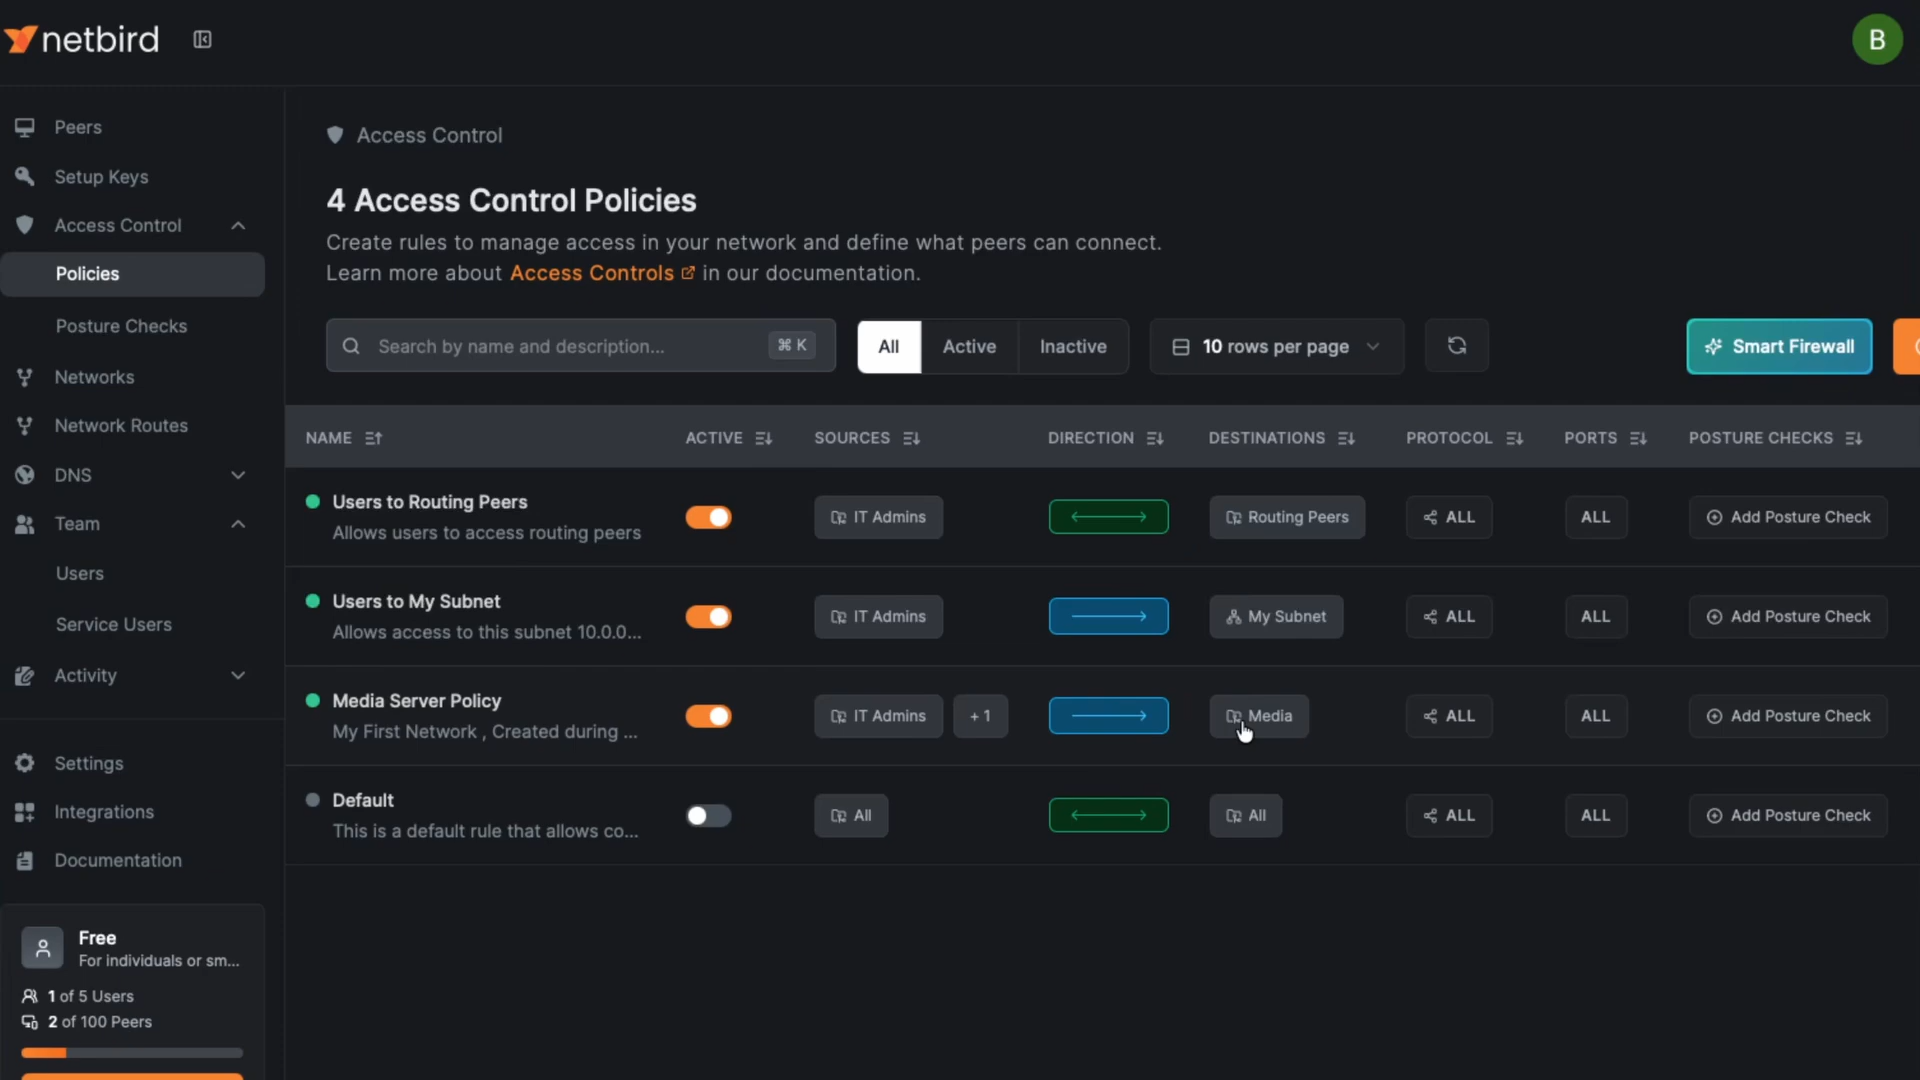 netbird
B
Peers
Setup Keys
Access Control
Policies
Posture Checks
Networks
Network Routes
DNS
Team
Users
Service Users
Activity
Settings
Integrations
Documentation
Free
For individuals or sm...
1 of 5 Users
2 of 100 Peers
Access Control
4 Access Control Policies
Create rules to manage access in your network and define what peers can connect.
Learn more about Access Controls in our documentation.
Search by name and description... ⌘ K
All Active Inactive
10 rows per page
Smart Firewall
NAME ACTIVE SOURCES DIRECTION DESTINATIONS PROTOCOL PORTS POSTURE CHECKS
Users to Routing Peers
Allows users to access routing peers
IT Admins Routing Peers ALL ALL Add Posture Check
Users to My Subnet
Allows access to this subnet 10.0.0...
IT Admins My Subnet ALL ALL Add Posture Check
Media Server Policy
My First Network , Created during ...
IT Admins + 1 Media ALL ALL Add Posture Check
Default
This is a default rule that allows co...
All All ALL ALL Add Posture Check